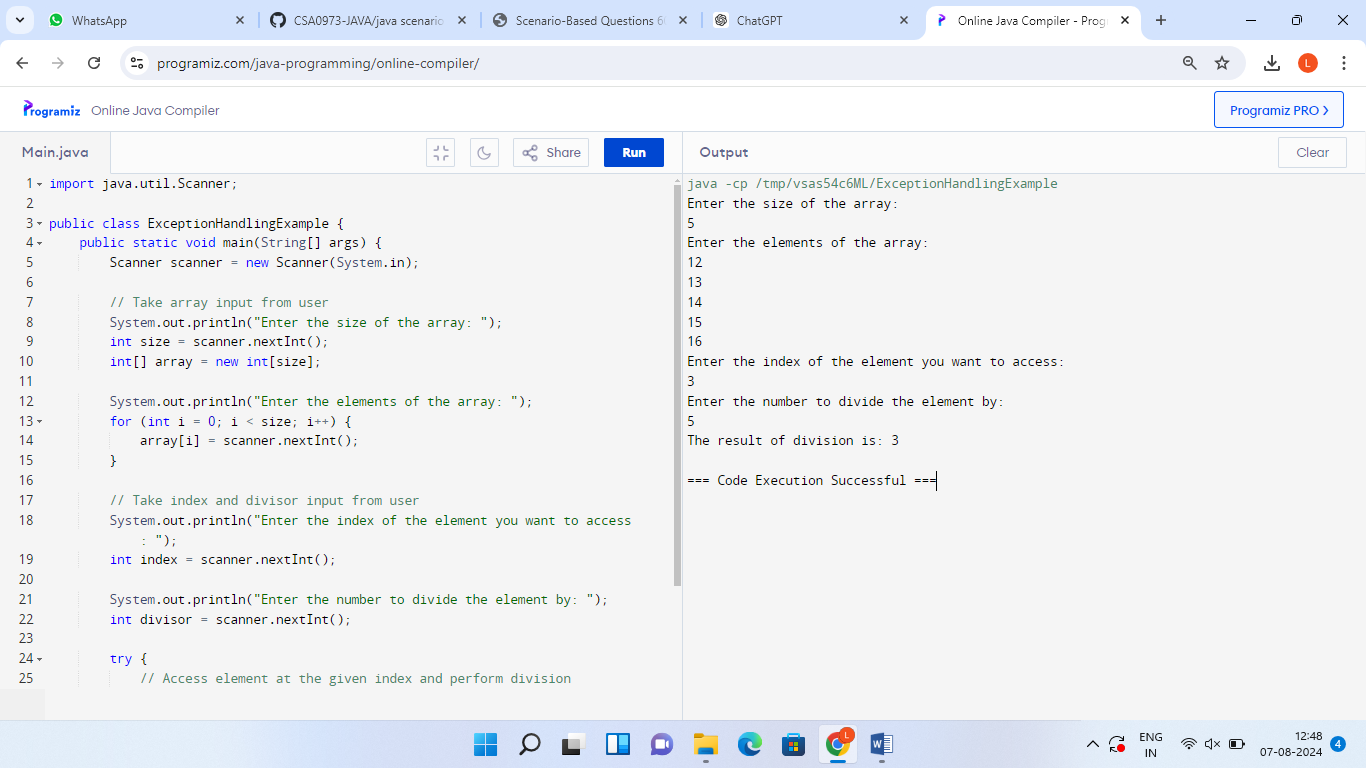 WhatsApp
CSA0973-JAVA/java scenario
Scenario-Based Questions 6
ChatGPT
Online Java Compiler - Prog
programiz.com/java-programming/online-compiler/
L
Programiz Online Java Compiler
Programiz PRO >
Main.java
Share
Run
Output
Clear
1 import java.util.Scanner;
2
3 public class ExceptionHandlingExample {
4 public static void main(String[] args) {
5 Scanner scanner = new Scanner(System.in);
6
7 // Take array input from user
8 System.out.println("Enter the size of the array: ");
9 int size = scanner.nextInt();
10 int[] array = new int[size];
11
12 System.out.println("Enter the elements of the array: ");
13 for (int i = 0; i < size; i++) {
14 array[i] = scanner.nextInt();
15 }
16
17 // Take index and divisor input from user
18 System.out.println("Enter the index of the element you want to access
: ");
19 int index = scanner.nextInt();
20
21 System.out.println("Enter the number to divide the element by: ");
22 int divisor = scanner.nextInt();
23
24 try {
25 // Access element at the given index and perform division
java -cp /tmp/vsas54c6ML/ExceptionHandlingExample
Enter the size of the array:
5
Enter the elements of the array:
12
13
14
15
16
Enter the index of the element you want to access:
3
Enter the number to divide the element by:
5
The result of division is: 3
=== Code Execution Successful ===
L
ENG
IN
12:48
07-08-2024
4